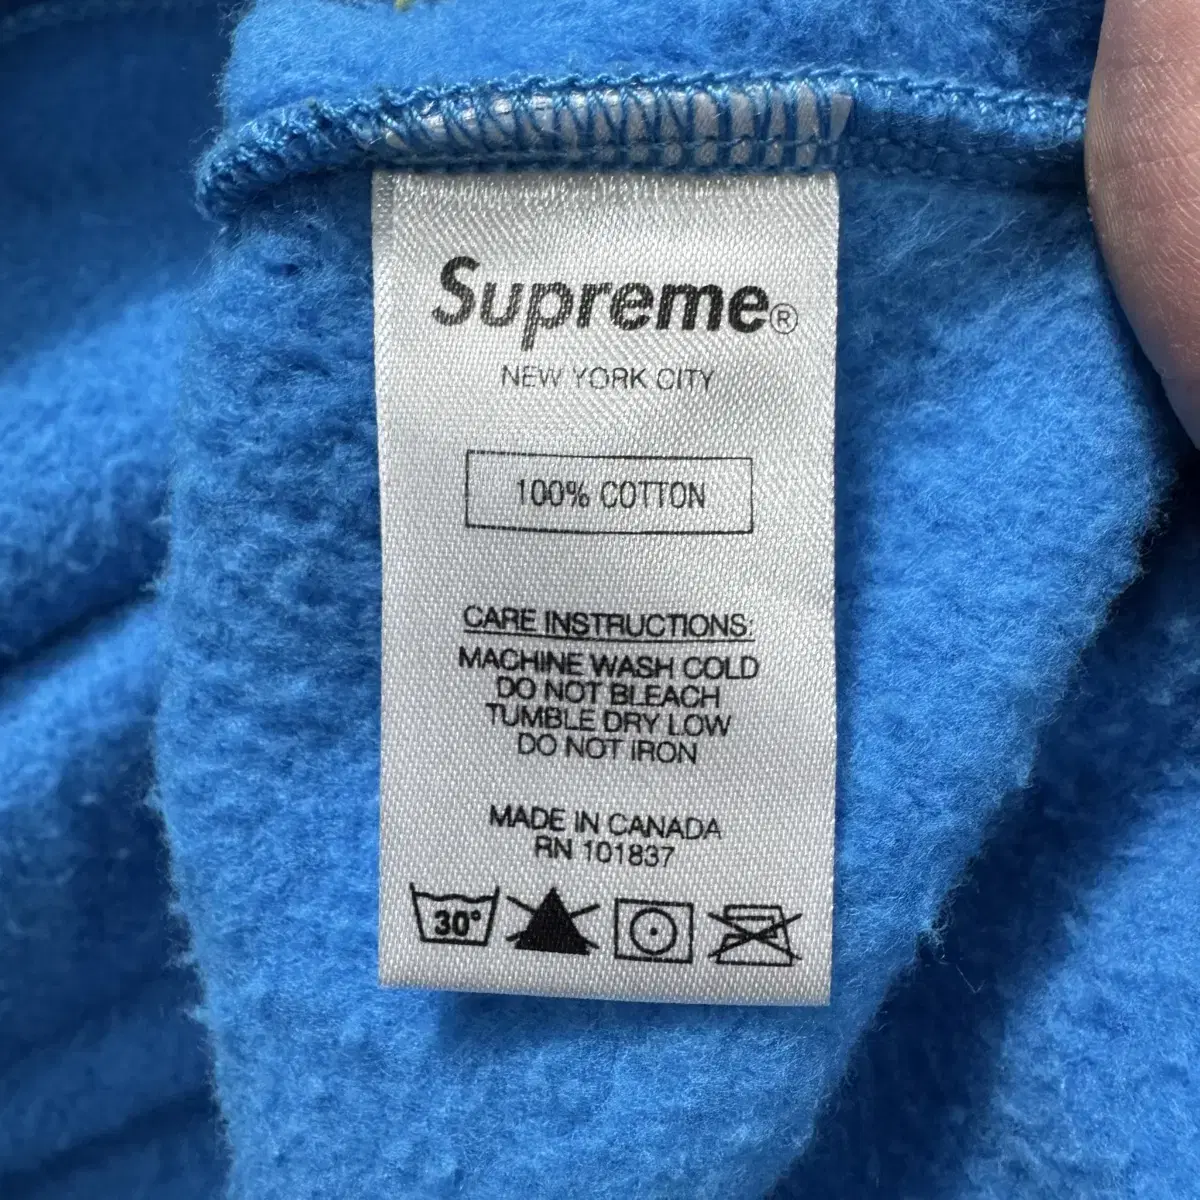 Supreme®
NEW YORK CITY
100% COTTON
CARE INSTRUCTIONS:
MACHINE WASH COLD
DO NOT BLEACH
TUMBLE DRY LOW
DO NOT IRON
MADE IN CANADA
RN 101837
30°